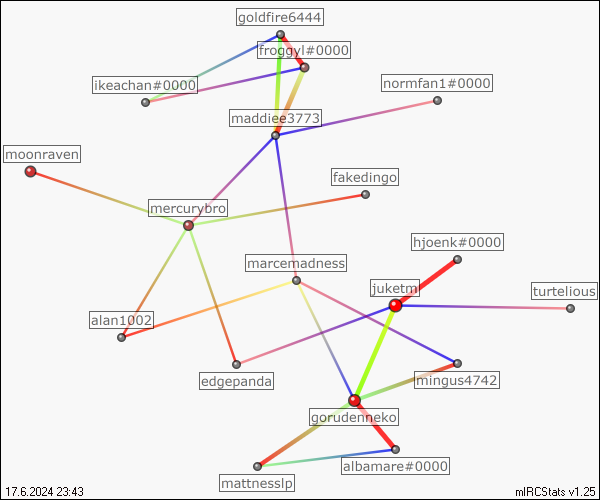 goldfire6444
froggyl#0000
ikeachan#0000
normfan1#0000
maddiee3773
moonraven
fakedingo
mercurybro
hjoenk#0000
marcemadness
juketm
turtelious
alan1002
edgepanda
mingus4742
gorudenneko
albamare#0000
mattnesslp
17.6.2024 23:43
mIRCStats v1.25